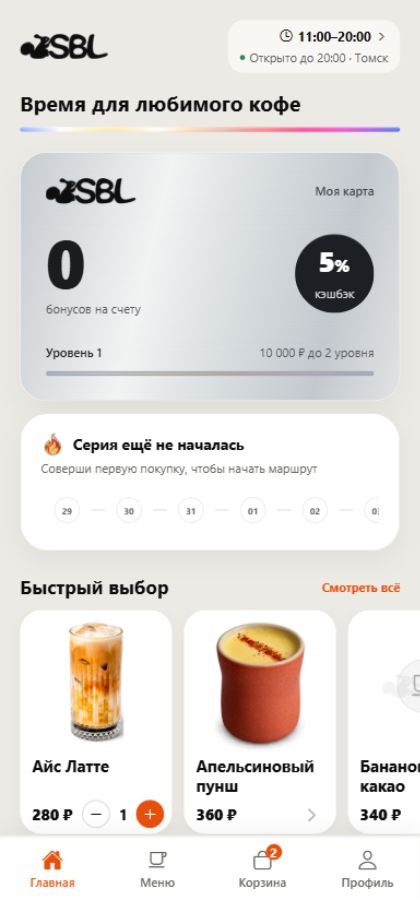 SBL
11:00–20:00
Открыто до 20:00 · Томск
Время для любимого кофе
SBL
Моя карта
0
5%
кэшбэк
бонусов на счету
Уровень 1
10 000 ₽ до 2 уровня
Серия ещё не началась
Соверши первую покупку, чтобы начать маршрут
29 30 31 01 02
Быстрый выбор
Смотреть всё
Айс Латте
280 ₽
1
Апельсиновый
пунш
360 ₽
какао
340 ₽
2
Главная
Меню
Корзина
Профиль